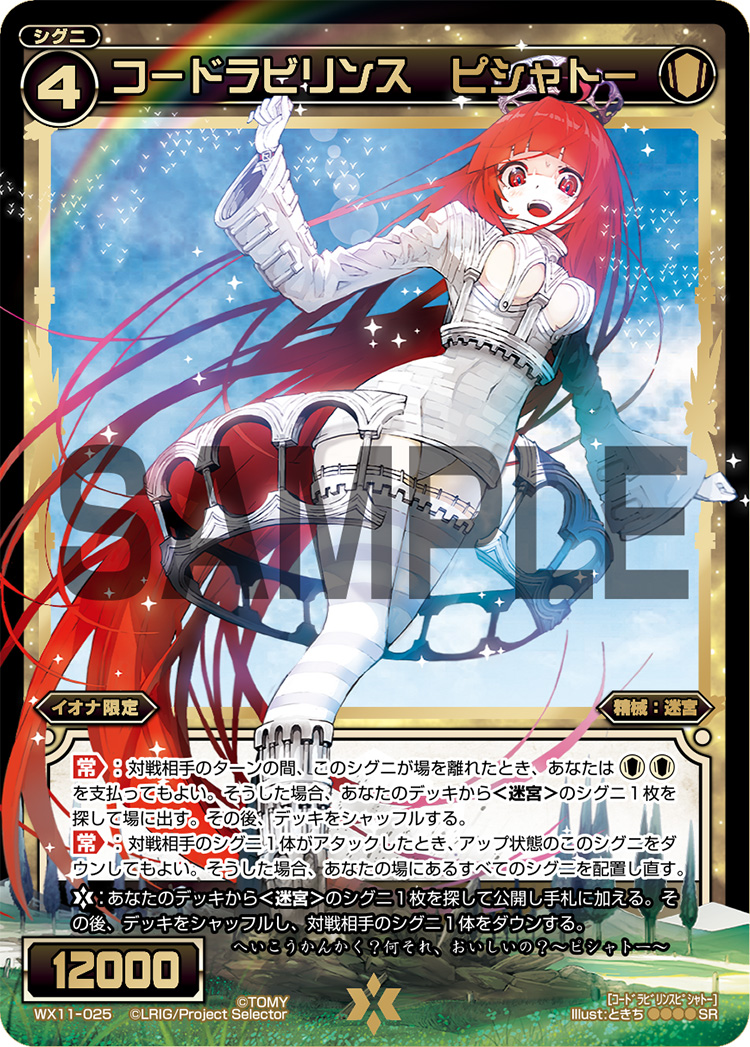 シグニ
4
コードラビリンス ピシャトー
SAMPLE
イオナ限定
精械：迷宮
常：対戦相手のターンの間、このシグニが場を離れたとき、あなたは
を支払ってもよい。そうした場合、あなたのデッキから<迷宮>のシグニ１枚を
探して場に出す。その後、デッキをシャッフルする。
常：対戦相手のシグニ１体がアタックしたとき、アップ状態のこのシグニをダ
ウンしてもよい。そうした場合、あなたの場にあるすべてのシグニを配置し直す。
：あなたのデッキから<迷宮>のシグニ１枚を探して公開し手札に加える。そ
の後、デッキをシャッフルし、対戦相手のシグニ１体をダウンする。
へいこうかんかく？何それ、おいしいの？～ピシャトー～
12000
©TOMY
WX11-025 ©LRIG/Project Selector
[コードラビリンスピシャトー]
Illust:ときち ●●●●SR